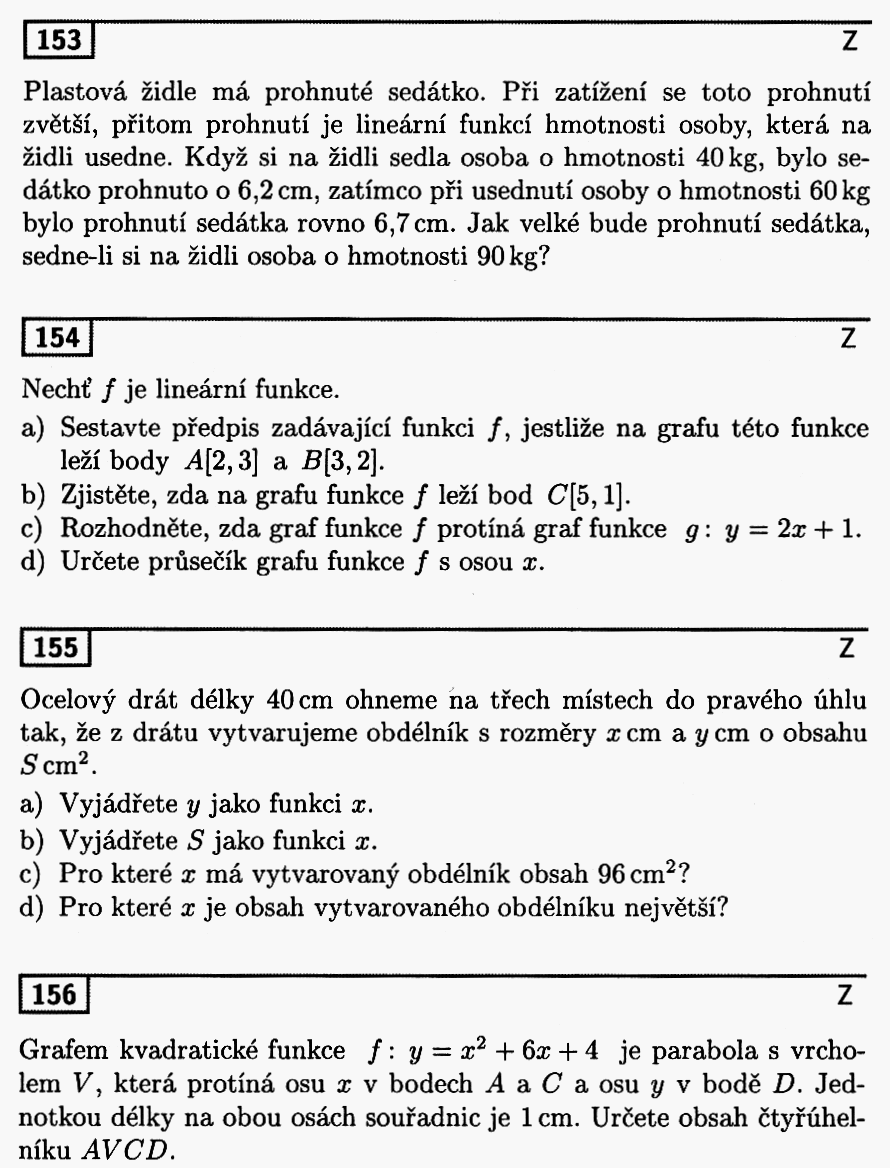 153 Z
Plastová židle má prohnuté sedátko. Při zatížení se toto prohnutí
zvětší, přitom prohnutí je lineární funkcí hmotnosti osoby, která na
židli usedne. Když si na židli sedla osoba o hmotnosti 40 kg, bylo se-
dátko prohnuto o 6,2 cm, zatímco při usednutí osoby o hmotnosti 60 kg
bylo prohnutí sedátka rovno 6,7 cm. Jak velké bude prohnutí sedátka,
sedne-li si na židli osoba o hmotnosti 90 kg?
154 Z
Nechť f je lineární funkce.
a) Sestavte předpis zadávající funkci f, jestliže na grafu této funkce
leží body A[2, 3] a B[3, 2].
b) Zjistěte, zda na grafu funkce f leží bod C[5, 1].
c) Rozhodněte, zda graf funkce f protíná graf funkce g: y = 2x + 1.
d) Určete průsečík grafu funkce f s osou x.
155 Z
Ocelový drát délky 40 cm ohneme na třech místech do pravého úhlu
tak, že z drátu vytvarujeme obdélník s rozměry x cm a y cm o obsahu
S cm².
a) Vyjádřete y jako funkci x.
b) Vyjádřete S jako funkci x.
c) Pro které x má vytvarovaný obdélník obsah 96 cm²?
d) Pro které x je obsah vytvarovaného obdélníku největší?
156 Z
Grafem kvadratické funkce f: y = x² + 6x + 4 je parabola s vrcho-
lem V, která protíná osu x v bodech A a C a osu y v bodě D. Jed-
notkou délky na obou osách souřadnic je 1 cm. Určete obsah čtyřúhel-
níku AVCD.